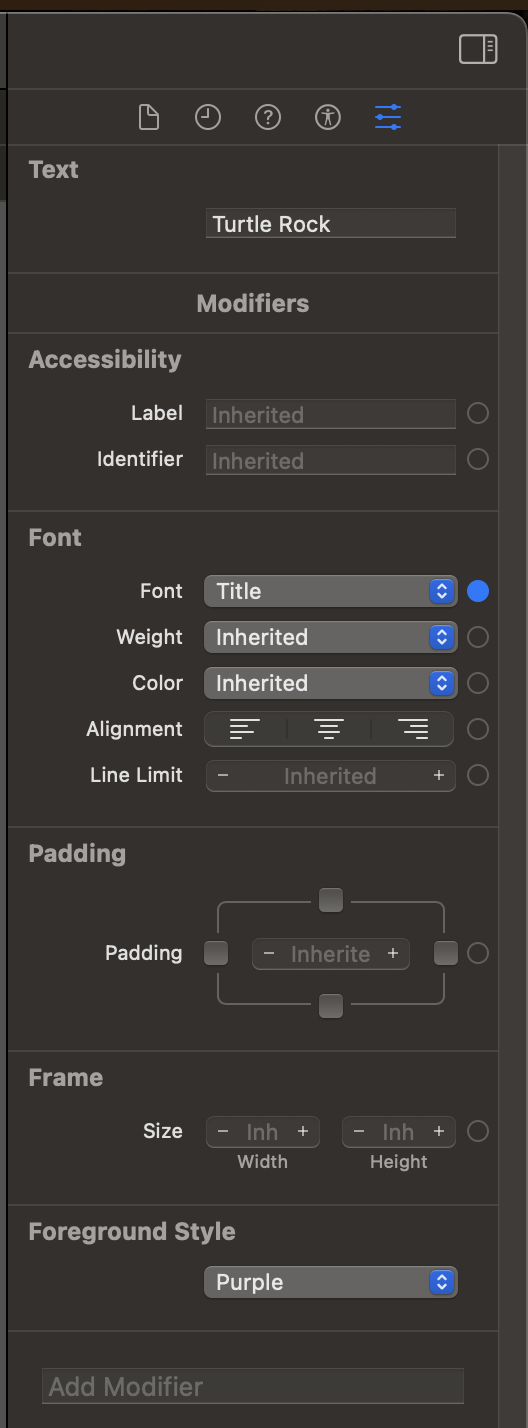 Text
Turtle Rock
Modifiers
Accessibility
Label Inherited
Identifier Inherited
Font
Font Title
Weight Inherited
Color Inherited
Alignment
Line Limit − Inherited +
Padding
Padding − Inherite +
Frame
Size − Inh + − Inh +
Width Height
Foreground Style
Purple
Add Modifier